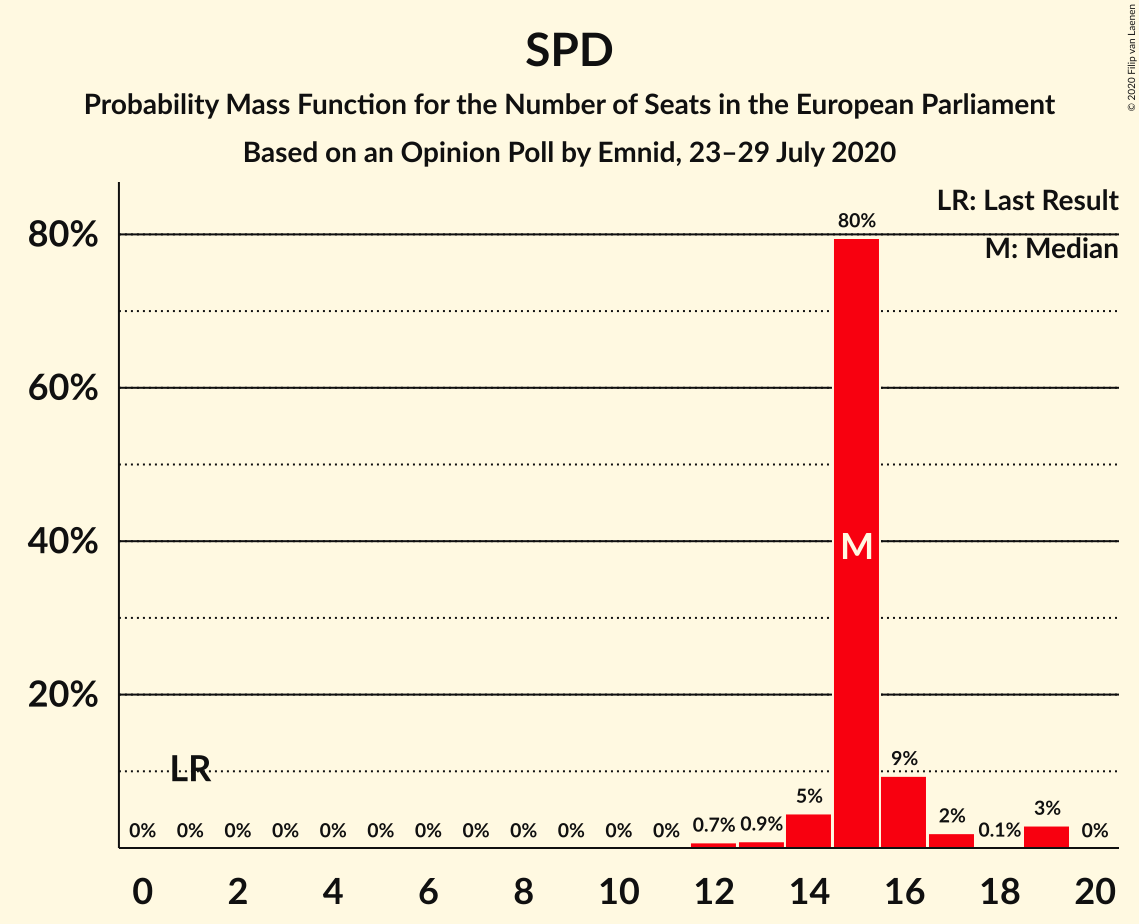 SPD
Probability Mass Function for the Number of Seats in the European Parliament
Based on an Opinion Poll by Emnid, 23–29 July 2020
© 2020 Filip van Laenen
LR: Last Result
M: Median
80%
60%
40%
20%
80%
M
LR
0% 0% 0% 0% 0% 0% 0% 0% 0% 0% 0% 0% 0.7% 0.9% 5% 9% 2% 0.1% 3% 0%
0 2 4 6 8 10 12 14 16 18 20